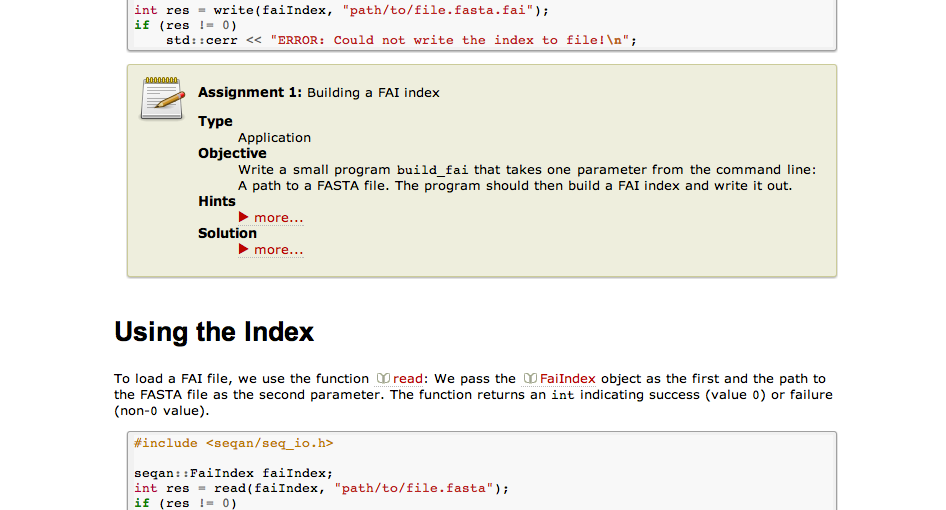 int res = write(faiIndex, "path/to/file.fasta.fai");
if (res != 0)
    std::cerr << "ERROR: Could not write the index to file!\n";
Assignment 1: Building a FAI index
Type
Application
Objective
Write a small program build_fai that takes one parameter from the command line:
A path to a FASTA file. The program should then build a FAI index and write it out.
Hints
more...
Solution
more...
Using the Index
To load a FAI file, we use the function read: We pass the FaiIndex object as the first and the path to
the FASTA file as the second parameter. The function returns an int indicating success (value 0) or failure
(non-0 value).
#include <seqan/seq_io.h>
seqan::FaiIndex faiIndex;
int res = read(faiIndex, "path/to/file.fasta");
if (res != 0)